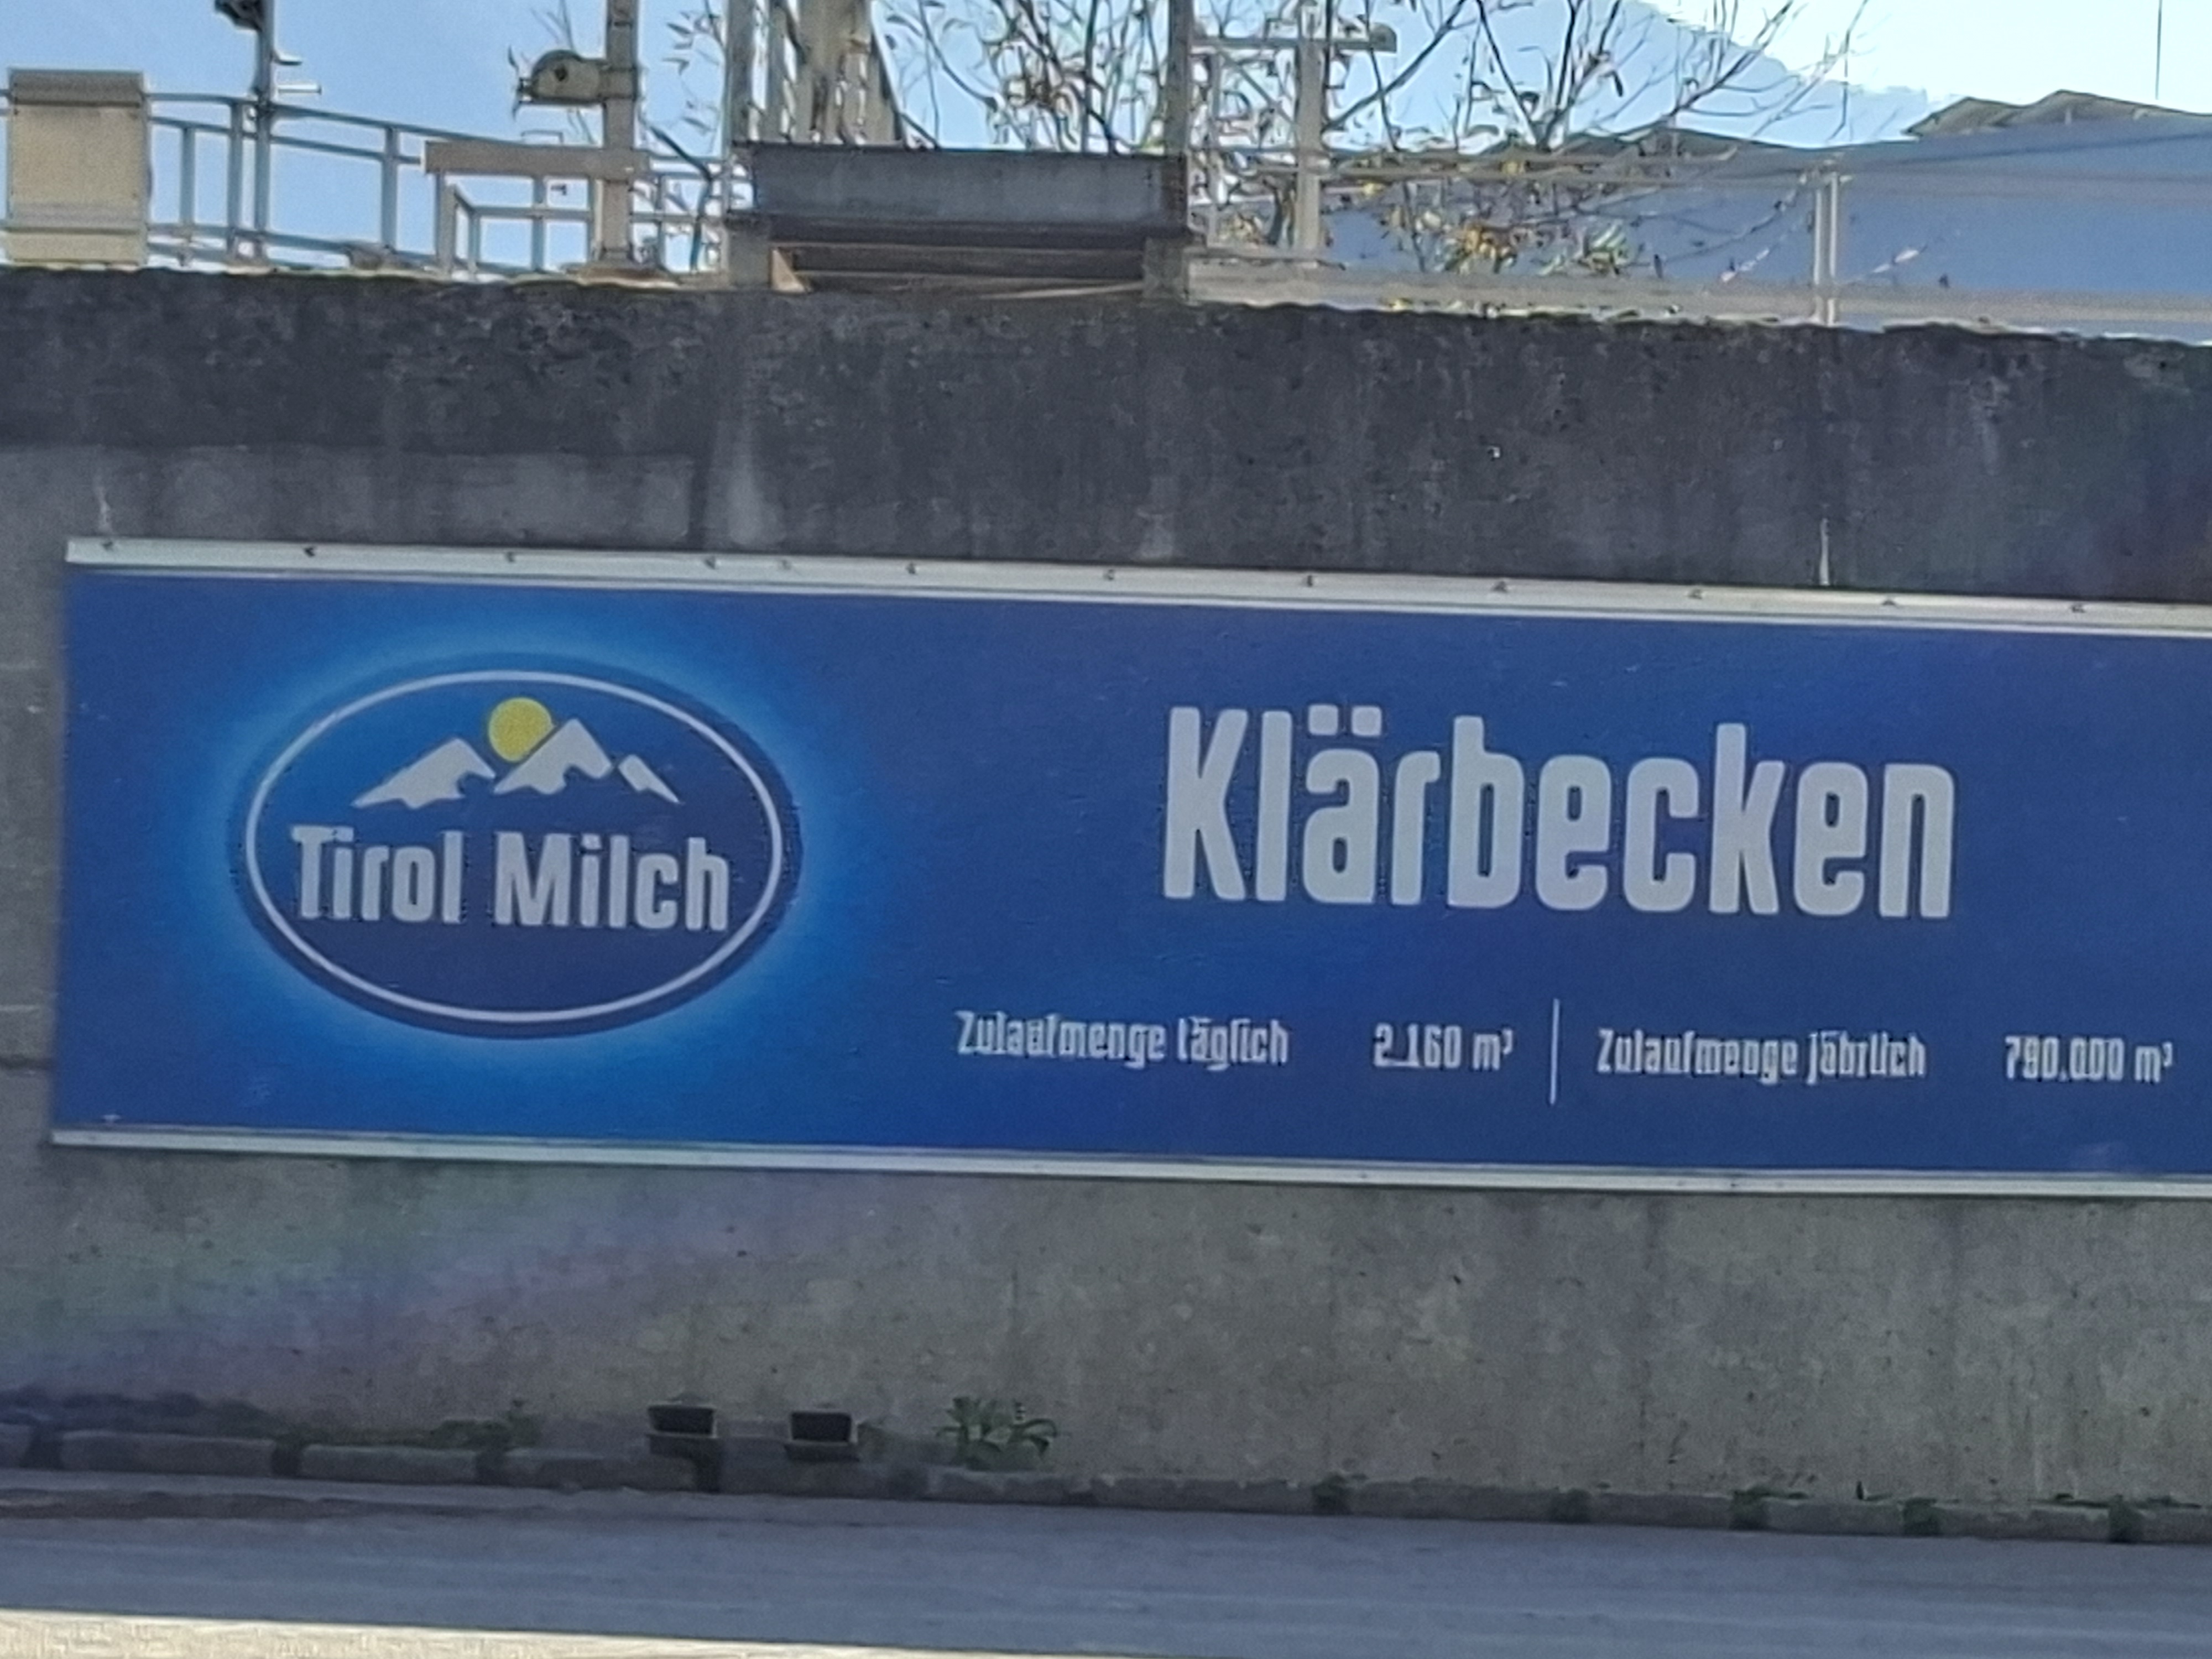 Tirol Milch
Klärbecken
Zulaufmenge täglich 2.160 m³ | Zulaufmenge jährlich 790.000 m³